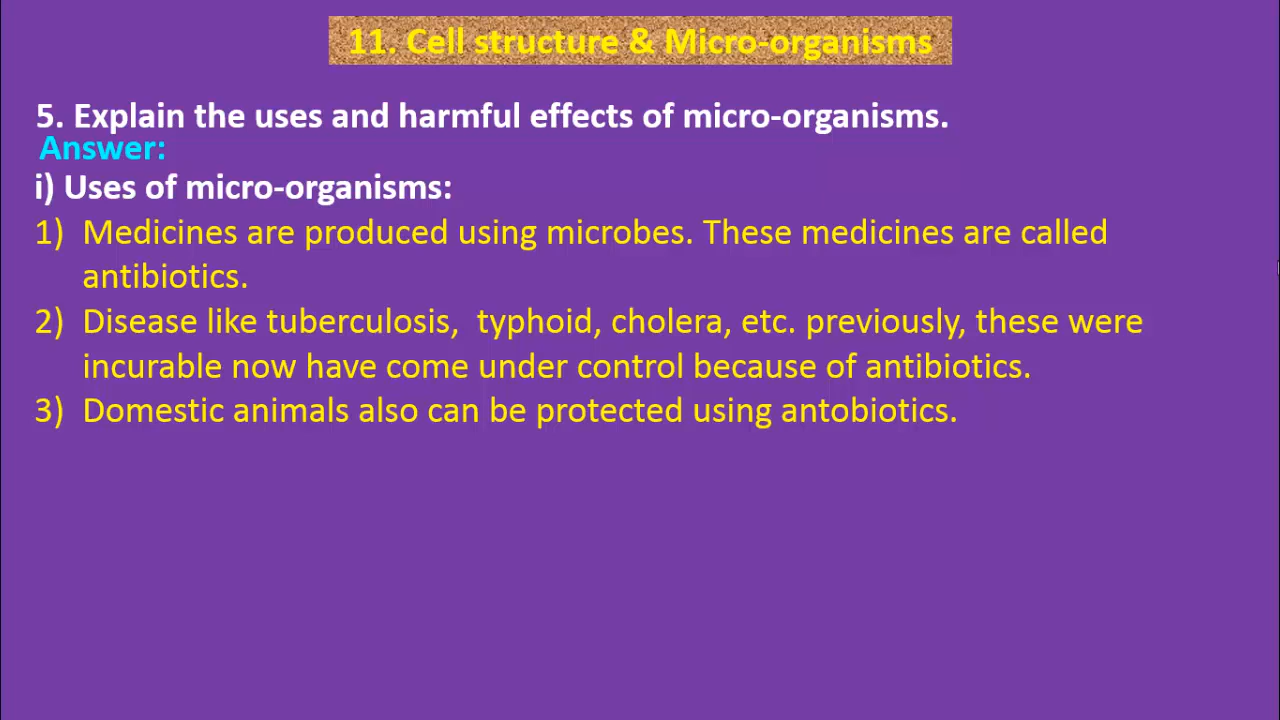 11. Cell structure & Micro-organisms
5. Explain the uses and harmful effects of micro-organisms.
Answer:
i) Uses of micro-organisms:
1) Medicines are produced using microbes. These medicines are called
antibiotics.
2) Disease like tuberculosis, typhoid, cholera, etc. previously, these were
incurable now have come under control because of antibiotics.
3) Domestic animals also can be protected using antobiotics.